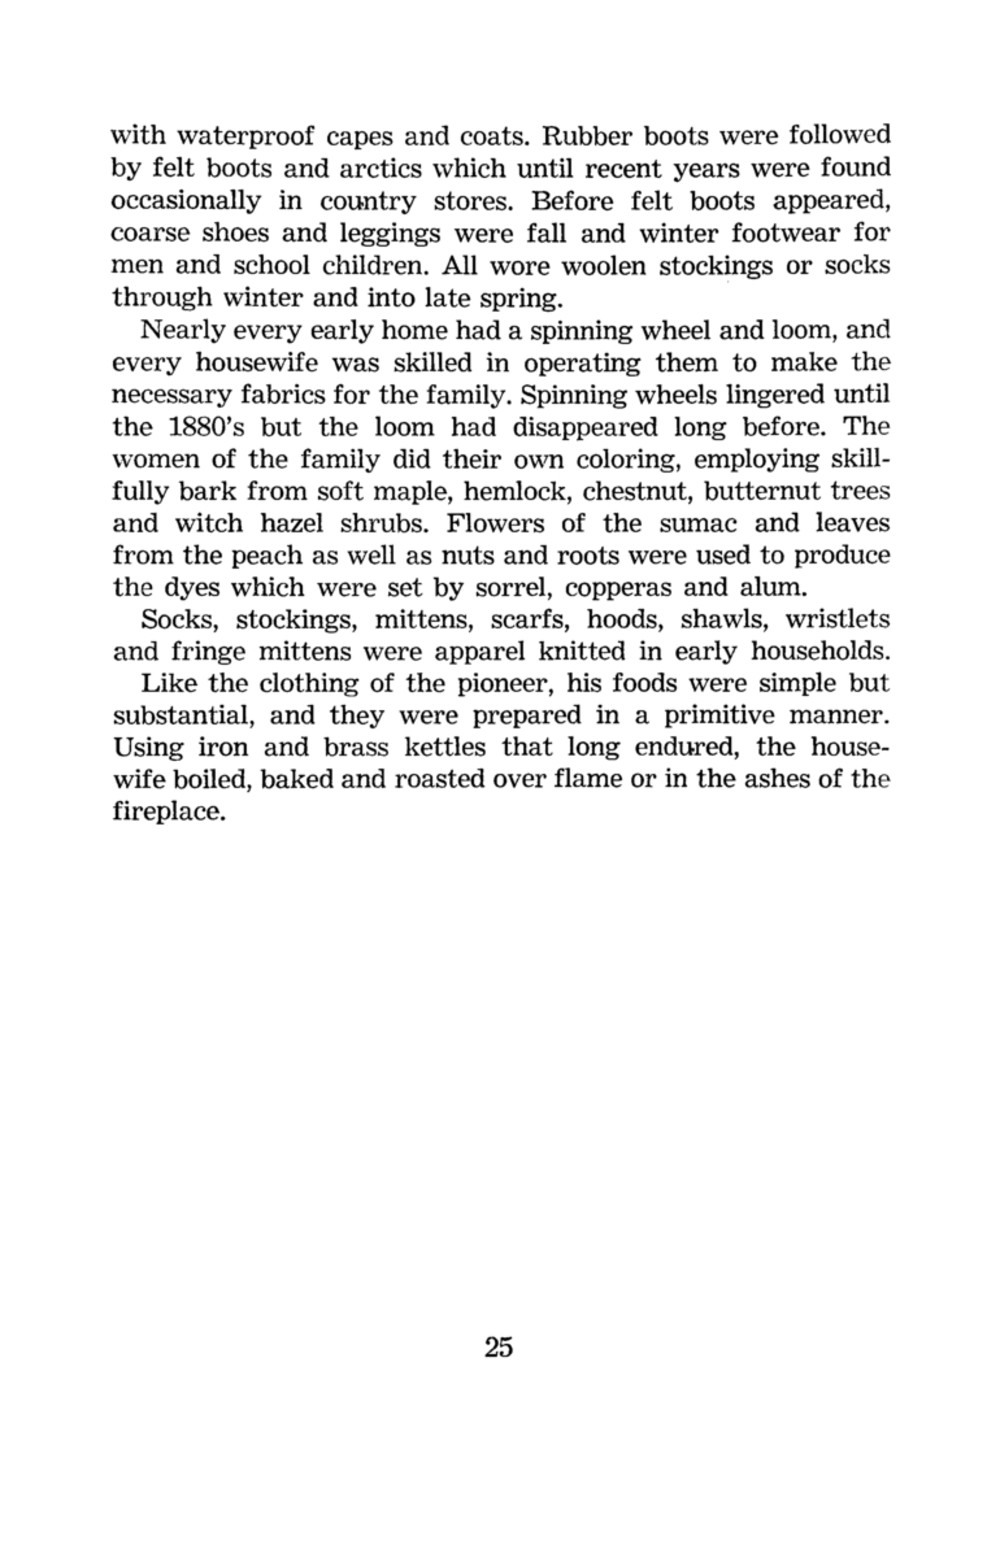 with waterproof capes and coats. Rubber boots were followed
by felt boots and arctics which until recent years were found
occasionally in country stores. Before felt boots appeared,
coarse shoes and leggings were fall and winter footwear for
men and school children. All wore woolen stockings or socks
through winter and into late spring.
Nearly every early home had a spinning wheel and loom, and
every housewife was skilled in operating them to make the
necessary fabrics for the family. Spinning wheels lingered until
the 1880's but the loom had disappeared long before. The
women of the family did their own coloring, employing skill-
fully bark from soft maple, hemlock, chestnut, butternut trees
and witch hazel shrubs. Flowers of the sumac and leaves
from the peach as well as nuts and roots were used to produce
the dyes which were set by sorrel, copperas and alum.
Socks, stockings, mittens, scarfs, hoods, shawls, wristlets
and fringe mittens were apparel knitted in early households.
Like the clothing of the pioneer, his foods were simple but
substantial, and they were prepared in a primitive manner.
Using iron and brass kettles that long endured, the house-
wife boiled, baked and roasted over flame or in the ashes of the
fireplace.
25